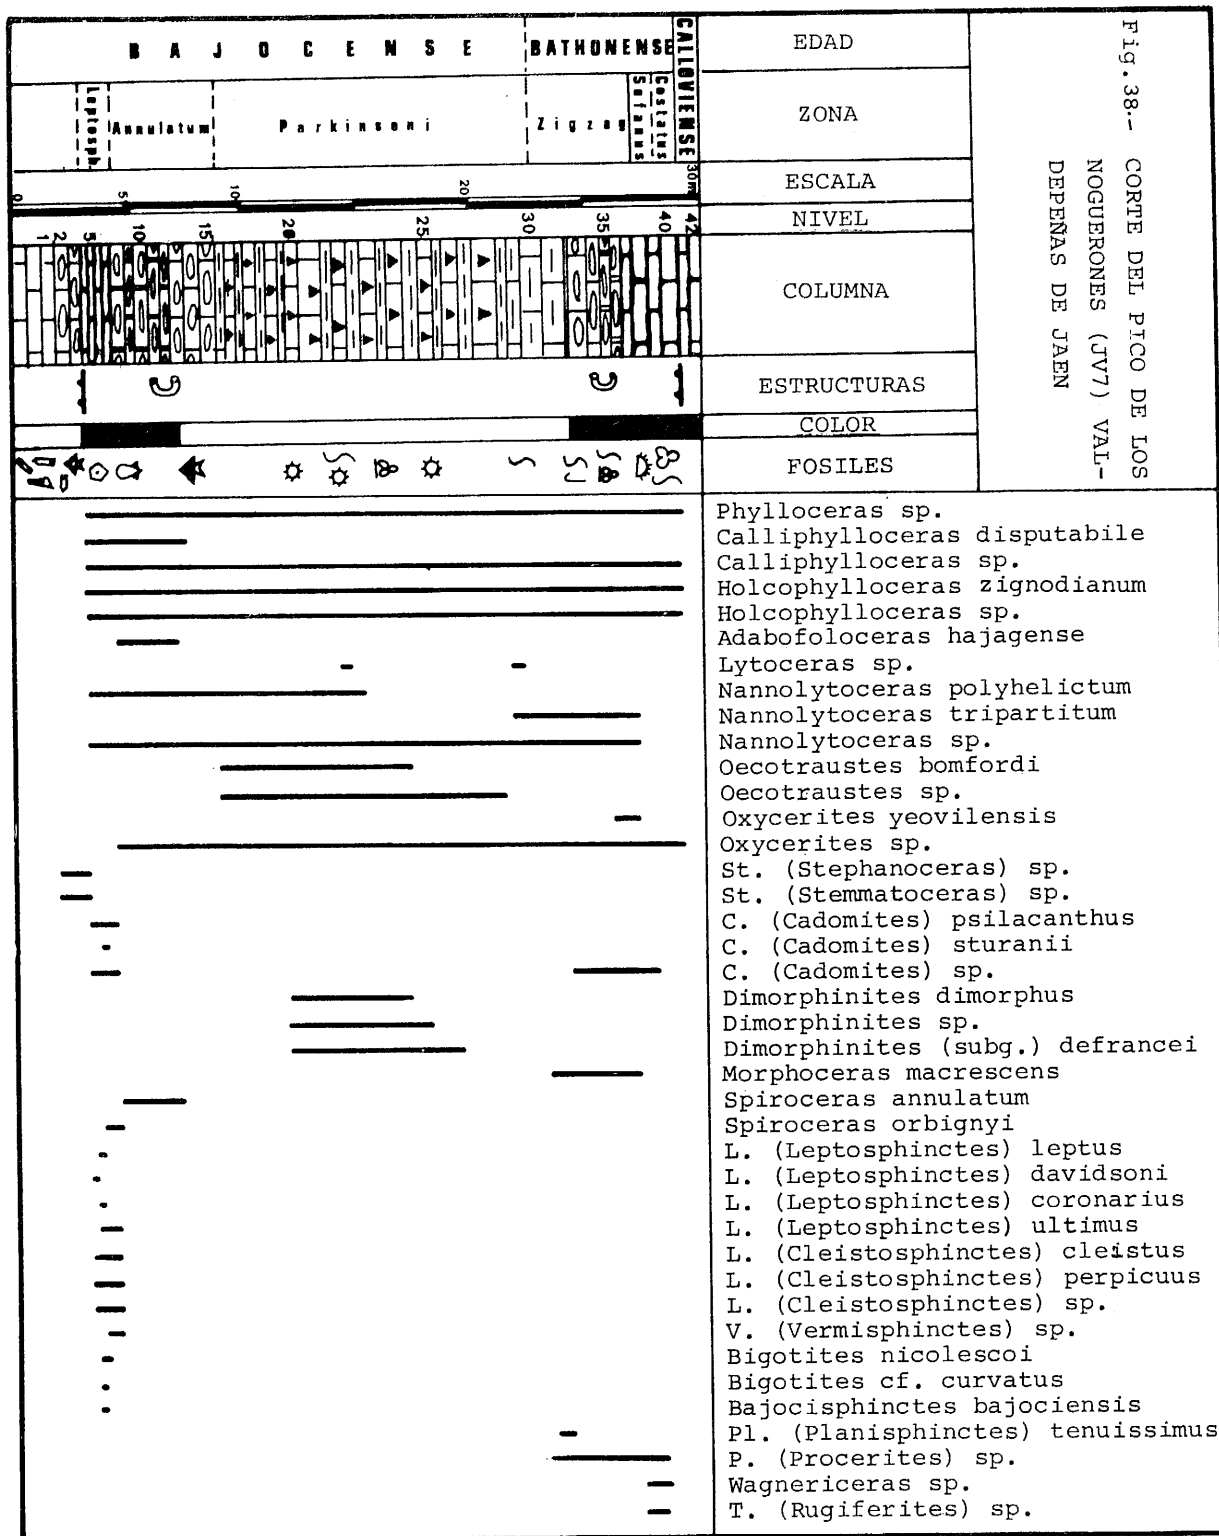 Fig.38.- CORTE DEL PICO DE LOS
NOGUERONES (JV7) VAL-
DEPEÑAS DE JAEN
EDAD
BAJOCENSE
BATHONENSE
CALLOVIENSE
ZONA
Leptosph.
Annulatum
Parkinsoni
Zigzag
Sufanus
Costatus
ESCALA
0 5 10 20 30m
NIVEL
1 2 5 10 15 20 25 30 35 40 42
COLUMNA
ESTRUCTURAS
COLOR
FOSILES
Phylloceras sp.
Calliphylloceras disputabile
Calliphylloceras sp.
Holcophylloceras zignodianum
Holcophylloceras sp.
Adabofoloceras hajagense
Lytoceras sp.
Nannolytoceras polyhelictum
Nannolytoceras tripartitum
Nannolytoceras sp.
Oecotraustes bomfordi
Oecotraustes sp.
Oxycerites yeovilensis
Oxycerites sp.
St. (Stephanoceras) sp.
St. (Stemmatoceras) sp.
C. (Cadomites) psilacanthus
C. (Cadomites) sturanii
C. (Cadomites) sp.
Dimorphinites dimorphus
Dimorphinites sp.
Dimorphinites (subg.) defrancei
Morphoceras macrescens
Spiroceras annulatum
Spiroceras orbignyi
L. (Leptosphinctes) leptus
L. (Leptosphinctes) davidsoni
L. (Leptosphinctes) coronarius
L. (Leptosphinctes) ultimus
L. (Cleistosphinctes) cleistus
L. (Cleistosphinctes) perpicuus
L. (Cleistosphinctes) sp.
V. (Vermisphinctes) sp.
Bigotites nicolescoi
Bigotites cf. curvatus
Bajocisphinctes bajociensis
Pl. (Planisphinctes) tenuissimus
P. (Procerites) sp.
Wagnericeras sp.
T. (Rugiferites) sp.